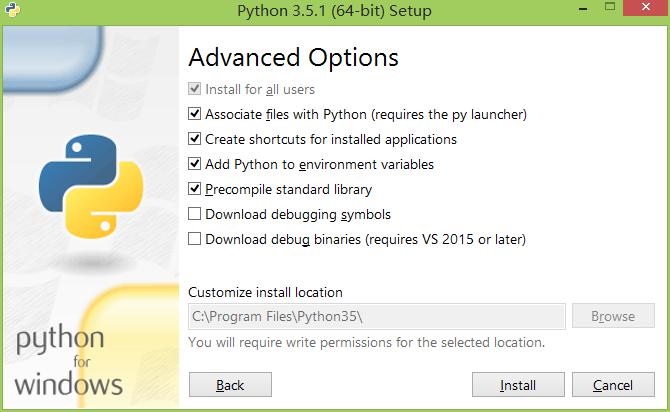 Python 3.5.1 (64-bit) Setup
Advanced Options
Install for all users
Associate files with Python (requires the py launcher)
Create shortcuts for installed applications
Add Python to environment variables
Precompile standard library
Download debugging symbols
Download debug binaries (requires VS 2015 or later)
Customize install location
C:\Program Files\Python35\
Browse
You will require write permissions for the selected location.
python
for
windows
Back
Install
Cancel